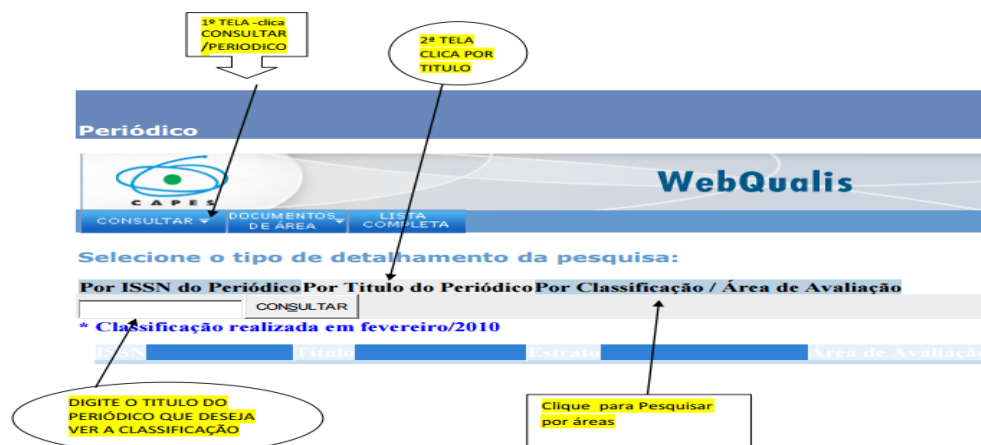 1º TELA -clica
CONSULTAR
/PERIODICO
2ª TELA
CLICA POR
TITULO
Periódico
CAPES
WebQualis
CONSULTAR
DOCUMENTOS
DE ÁREA
LISTA
COMPLETA
Selecione o tipo de detalhamento da pesquisa:
Por ISSN do Periódico Por Titulo do Periódico Por Classificação / Área de Avaliação
CONSULTAR
* Classificação realizada em fevereiro/2010
ISSN Título Estrato Área de Avaliação
DIGITE O TITULO DO
PERIÓDICO QUE DESEJA
VER A CLASSIFICAÇÃO
Clique para Pesquisar
por áreas